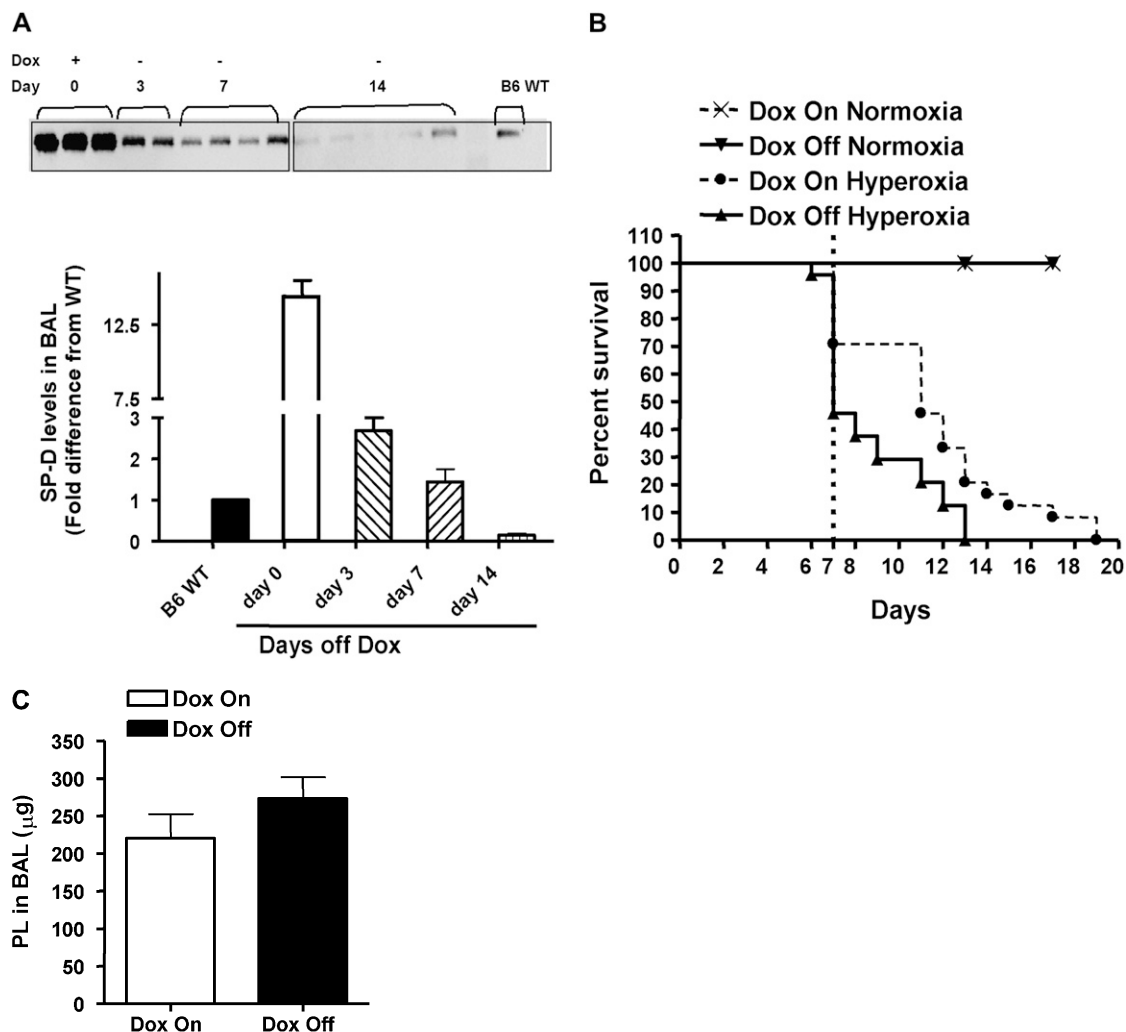 A
Dox + - - -
Day 0 3 7 14 B6 WT
SP-D levels in BAL
(Fold difference from WT)
12.5
7.5
3
2
1
0
B6 WT
day 0
day 3
day 7
day 14
Days off Dox
B
Dox On Normoxia
Dox Off Normoxia
Dox On Hyperoxia
Dox Off Hyperoxia
Percent survival
110
100
90
80
70
60
50
40
30
20
10
0
0 2 4 6 7 8 10 12 14 16 18 20
Days
C
Dox On
Dox Off
PL in BAL (µg)
350
300
250
200
150
100
50
0
Dox On Dox Off